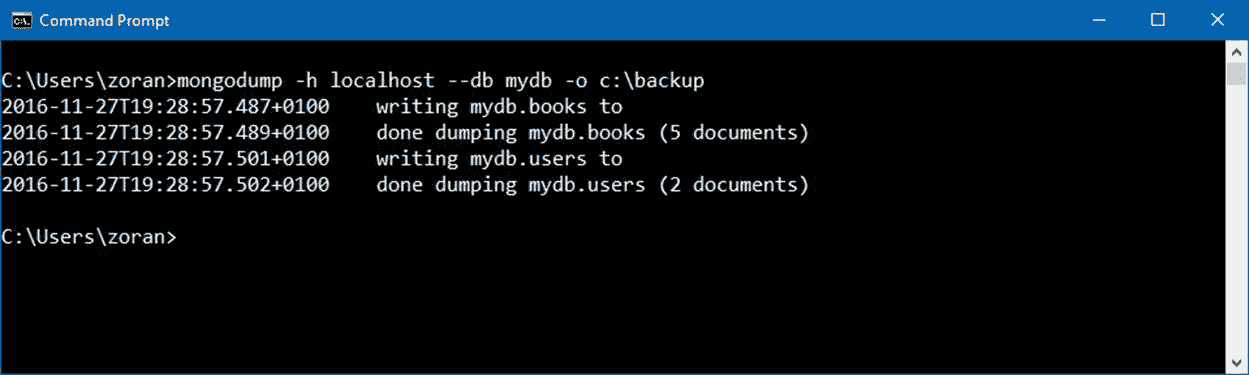 Command Prompt
C:\Users\zoran>mongodump -h localhost --db mydb -o c:\backup
2016-11-27T19:28:57.487+0100    writing mydb.books to
2016-11-27T19:28:57.489+0100    done dumping mydb.books (5 documents)
2016-11-27T19:28:57.501+0100    writing mydb.users to
2016-11-27T19:28:57.502+0100    done dumping mydb.users (2 documents)
C:\Users\zoran>